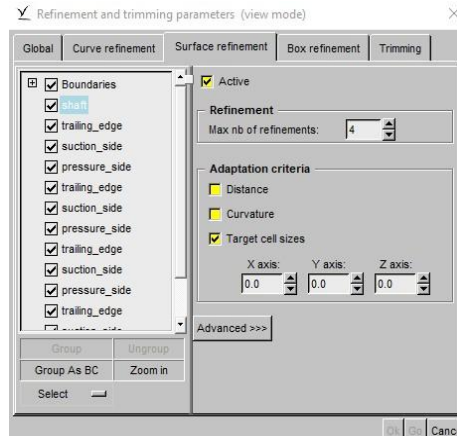 Refinement and trimming parameters (view mode)
Global Curve refinement Surface refinement Box refinement Trimming
Boundaries
shaft
trailing_edge
suction_side
pressure_side
trailing_edge
suction_side
pressure_side
trailing_edge
suction_side
pressure_side
trailing_edge
Group Ungroup
Group As BC Zoom in
Select
Active
Refinement
Max nb of refinements: 4
Adaptation criteria
Distance
Curvature
Target cell sizes
X axis: Y axis: Z axis:
0.0 0.0 0.0
Advanced >>>
Ok Go Cance